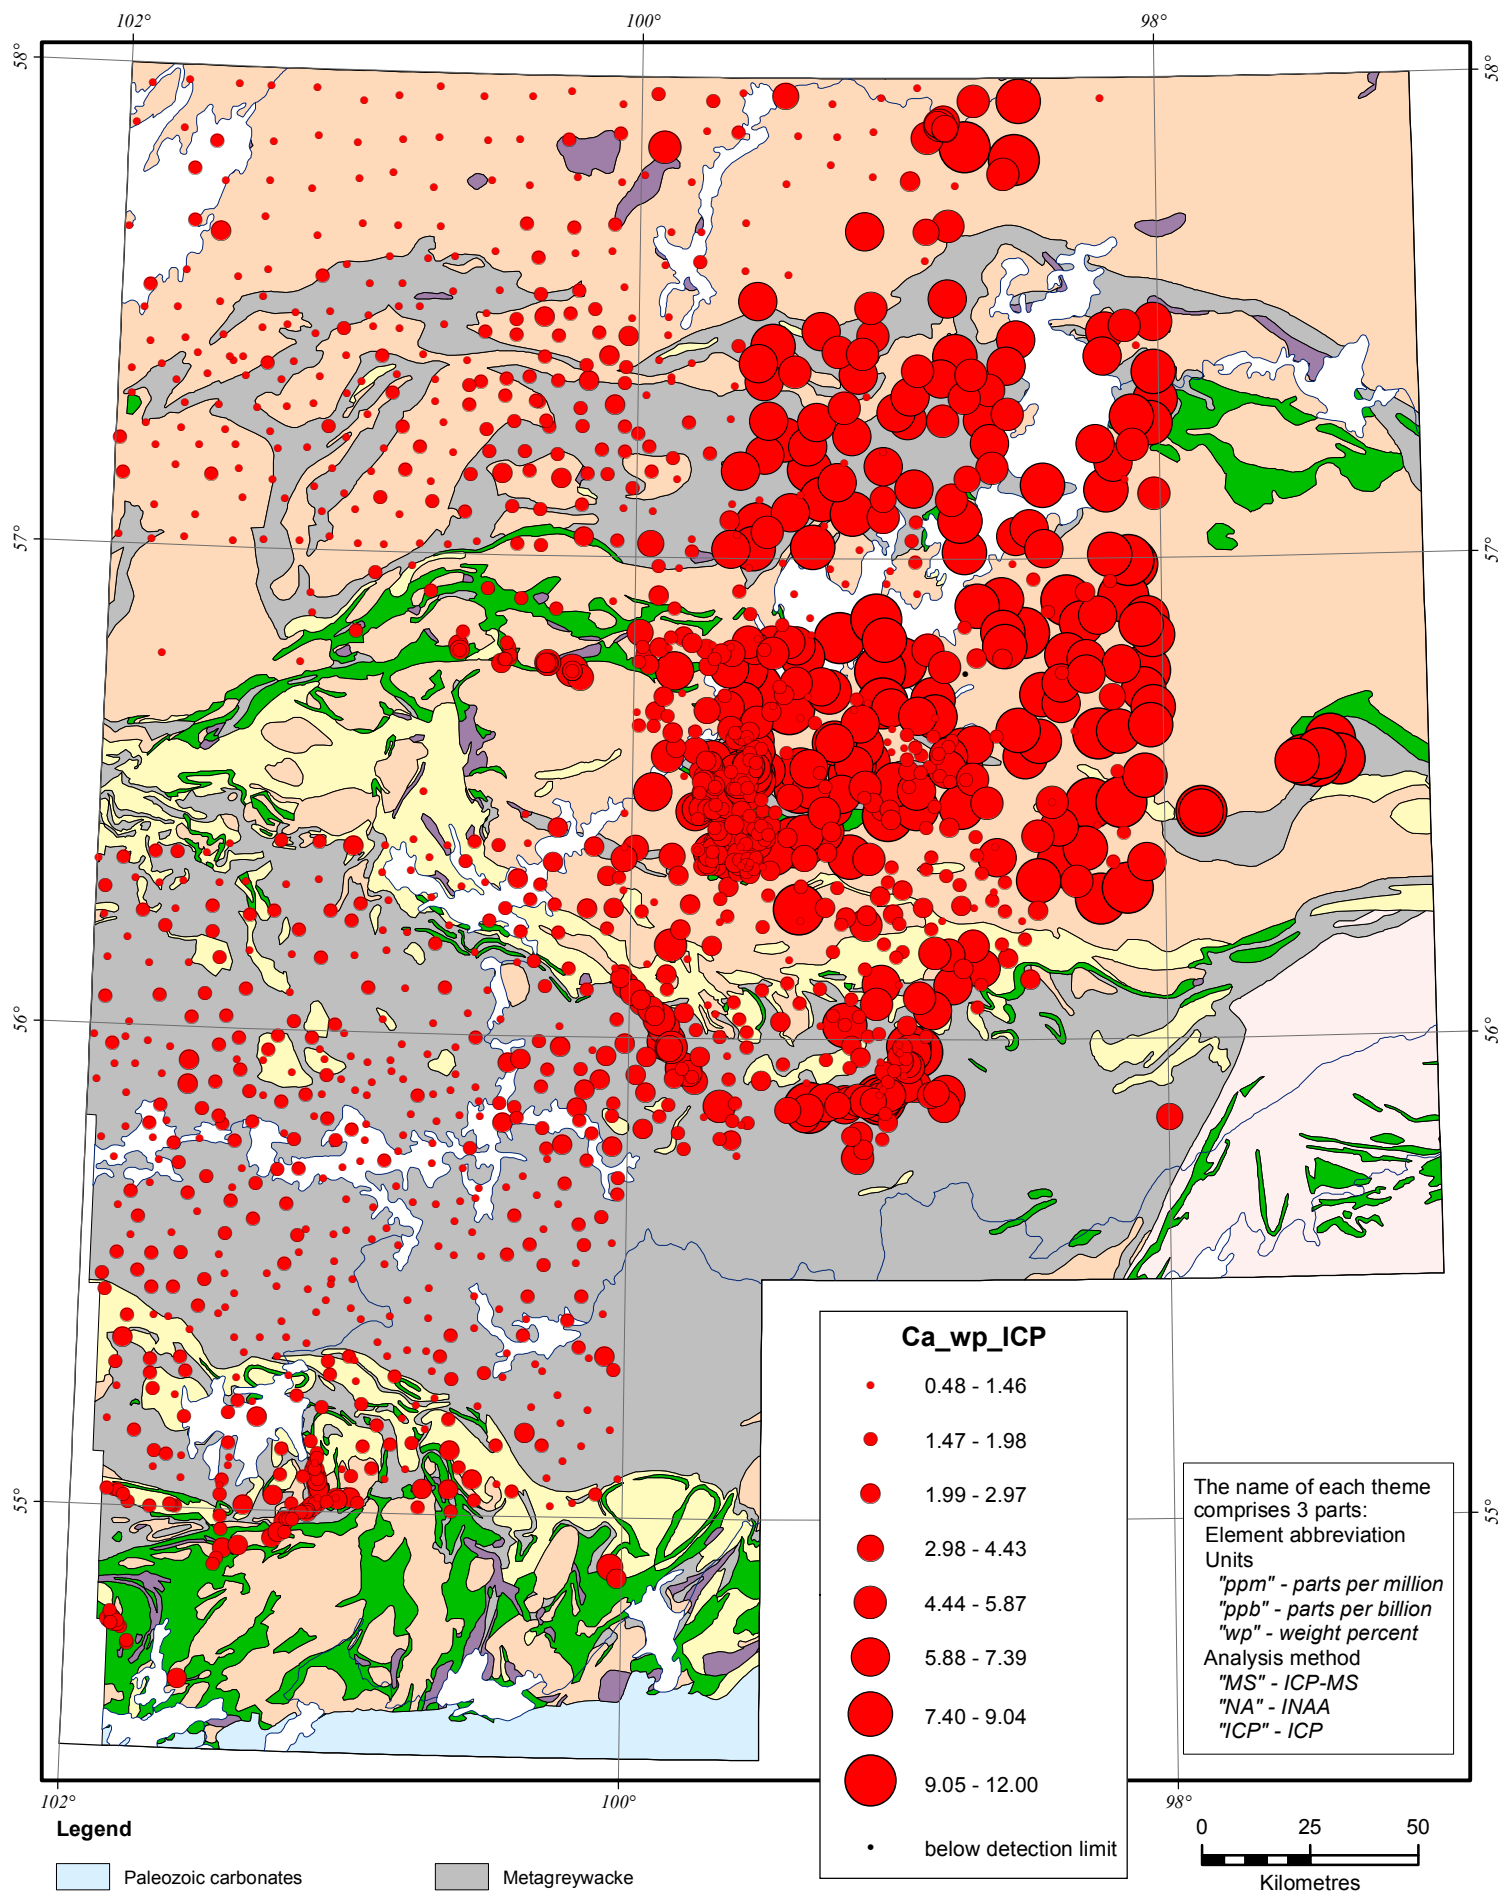 102°
100°
98°
58°
58°
57°
57°
56°
56°
55°
55°
Ca_wp_ICP
0.48 - 1.46
1.47 - 1.98
1.99 - 2.97
2.98 - 4.43
4.44 - 5.87
5.88 - 7.39
7.40 - 9.04
9.05 - 12.00
below detection limit
The name of each theme
comprises 3 parts:
Element abbreviation
Units
"ppm" - parts per million
"ppb" - parts per billion
"wp" - weight percent
Analysis method
"MS" - ICP-MS
"NA" - INAA
"ICP" - ICP
102°
100°
98°
Legend
Paleozoic carbonates
Metagreywacke
0 25 50
Kilometres